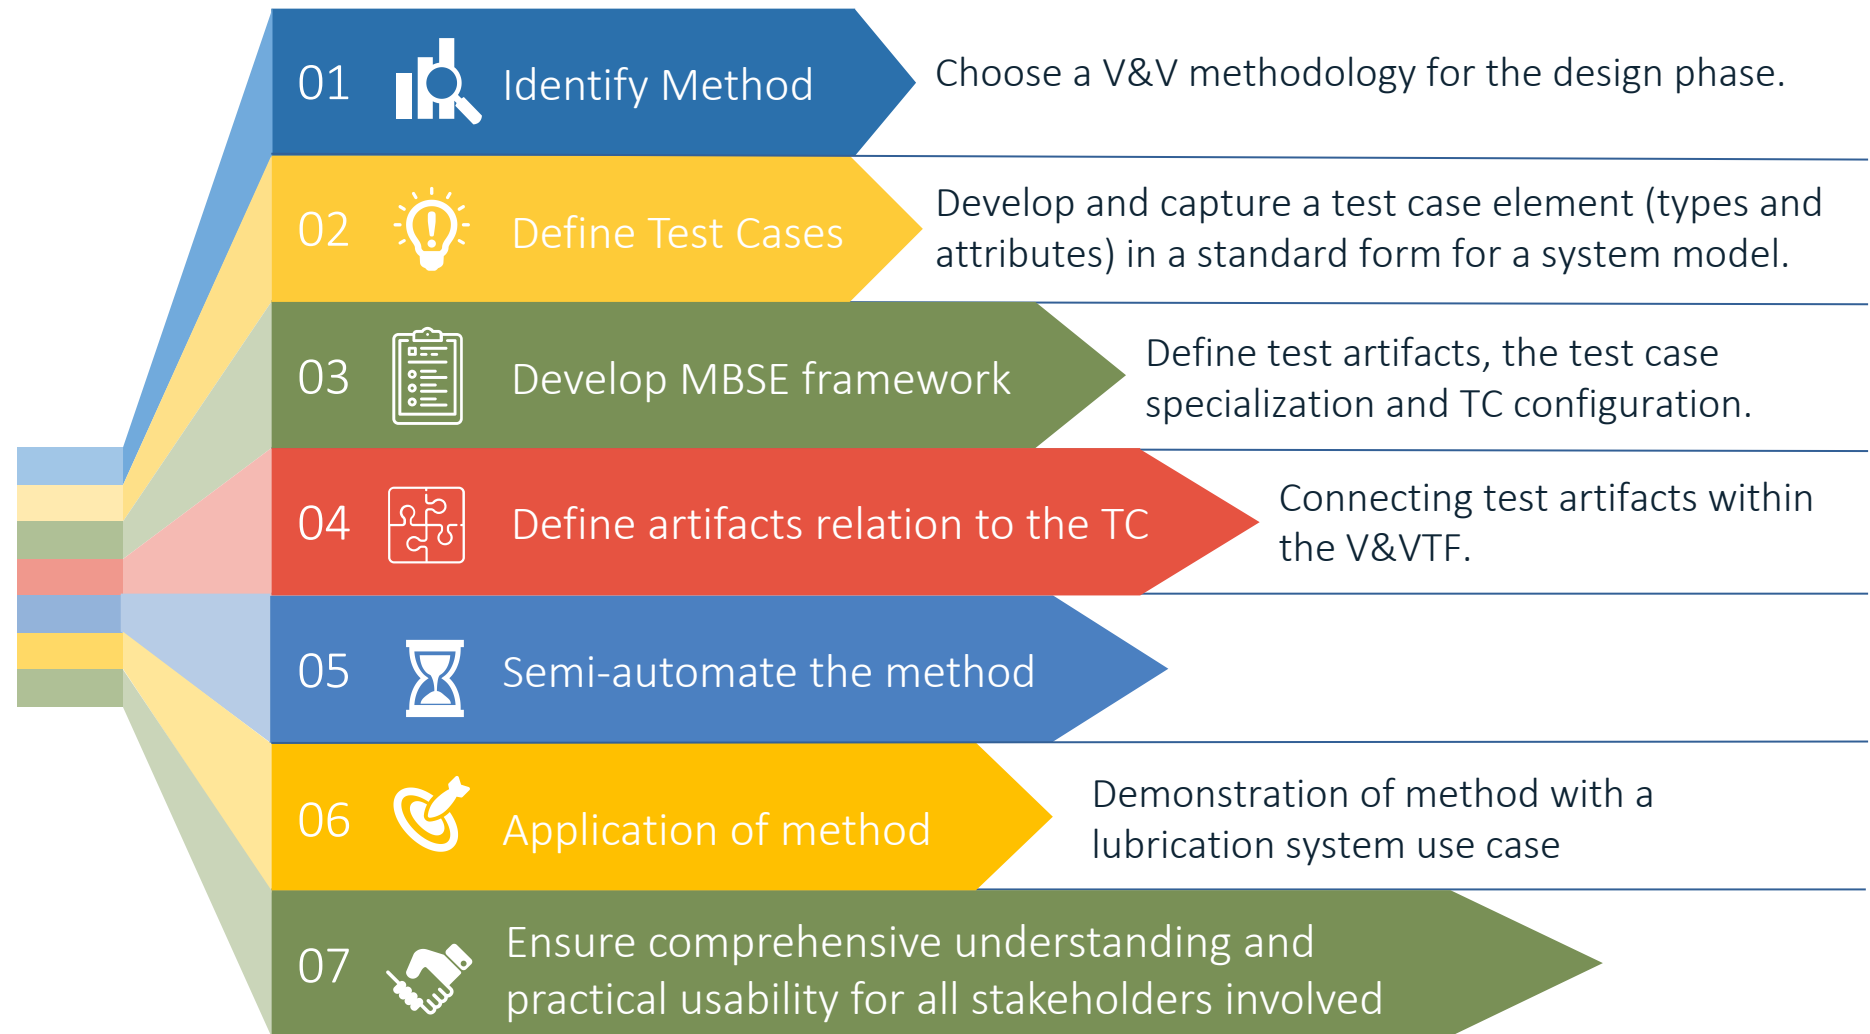 01
Identify Method
Choose a V&V methodology for the design phase.
02
Define Test Cases
Develop and capture a test case element (types and
attributes) in a standard form for a system model.
03
Develop MBSE framework
Define test artifacts, the test case
specialization and TC configuration.
04
Define artifacts relation to the TC
Connecting test artifacts within
the V&VTF.
05
Semi-automate the method
06
Application of method
Demonstration of method with a
lubrication system use case
07
Ensure comprehensive understanding and
practical usability for all stakeholders involved